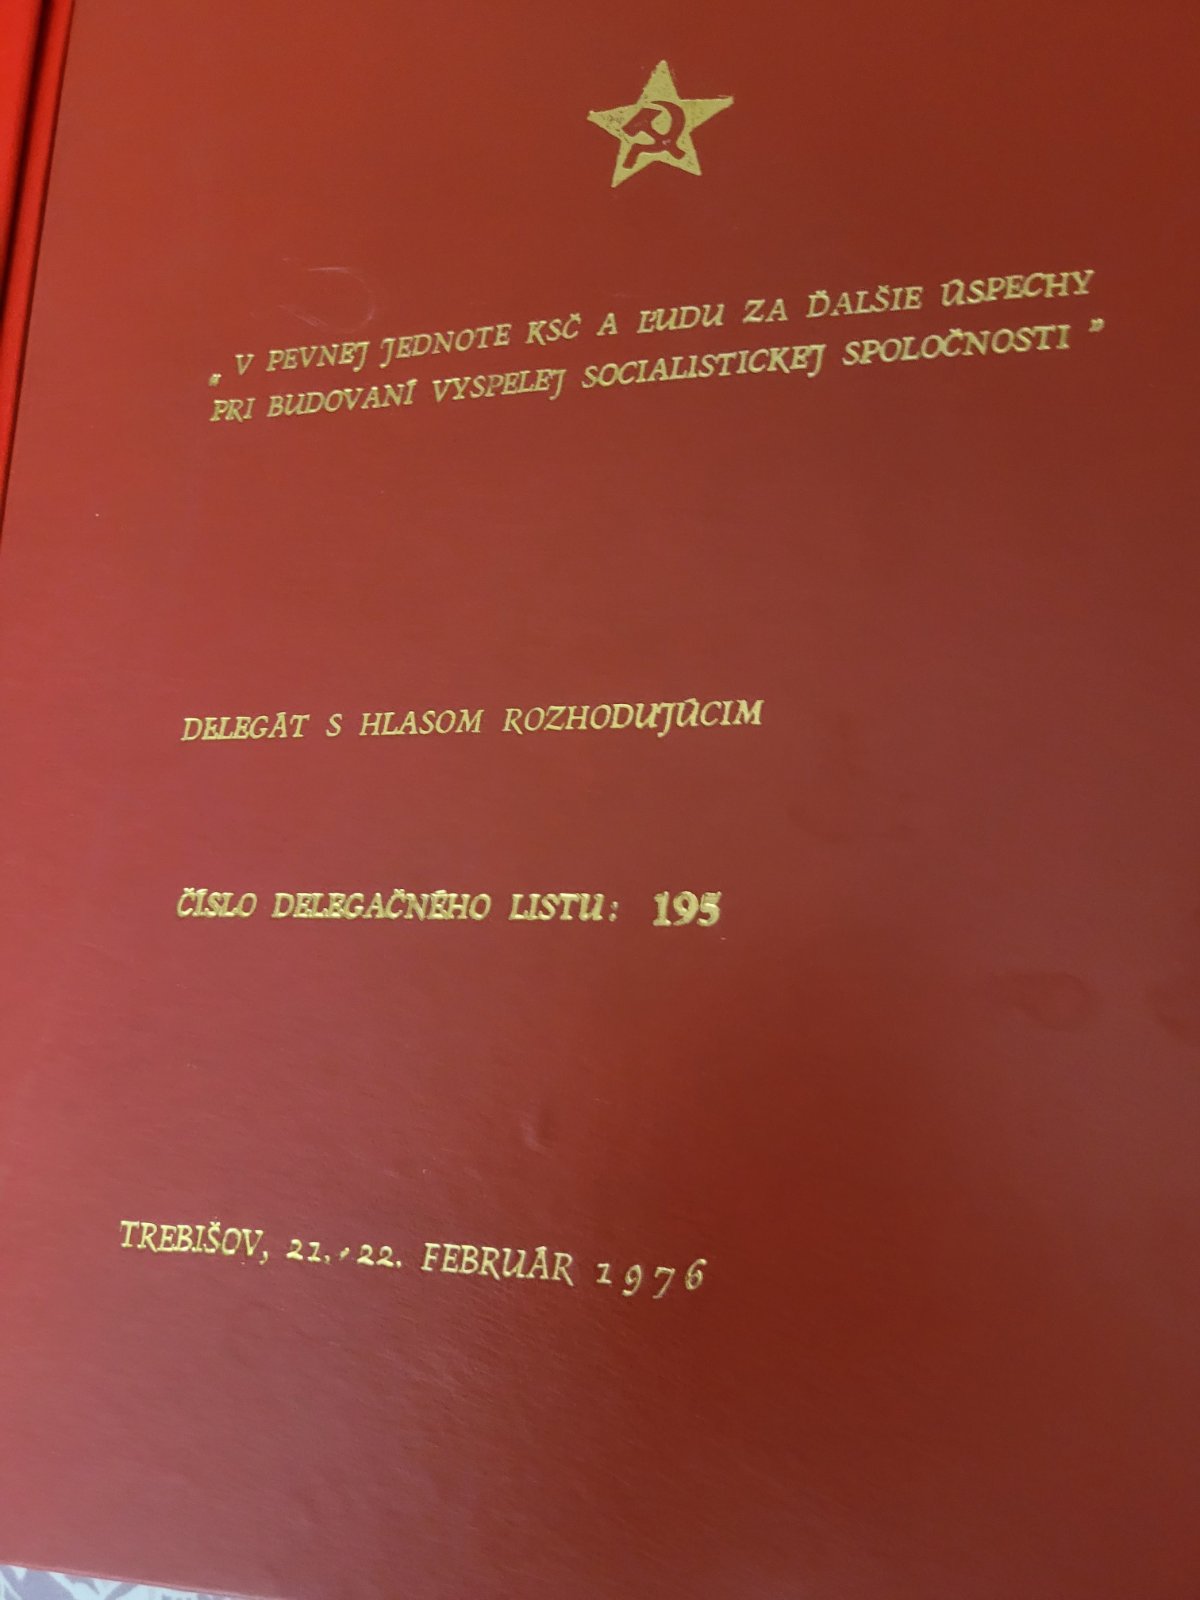 „ V PEVNEJ JEDNOTE KSČ A ĽUDU ZA ĎALŠIE ÚSPECHY
PRI BUDOVANÍ VYSPELEJ SOCIALISTICKEJ SPOLOČNOSTI ”
DELEGÁT S HLASOM ROZHODUJÚCIM
ČÍSLO DELEGAČNÉHO LISTU: 195
TREBIŠOV, 21. - 22. FEBRUÁR 1976